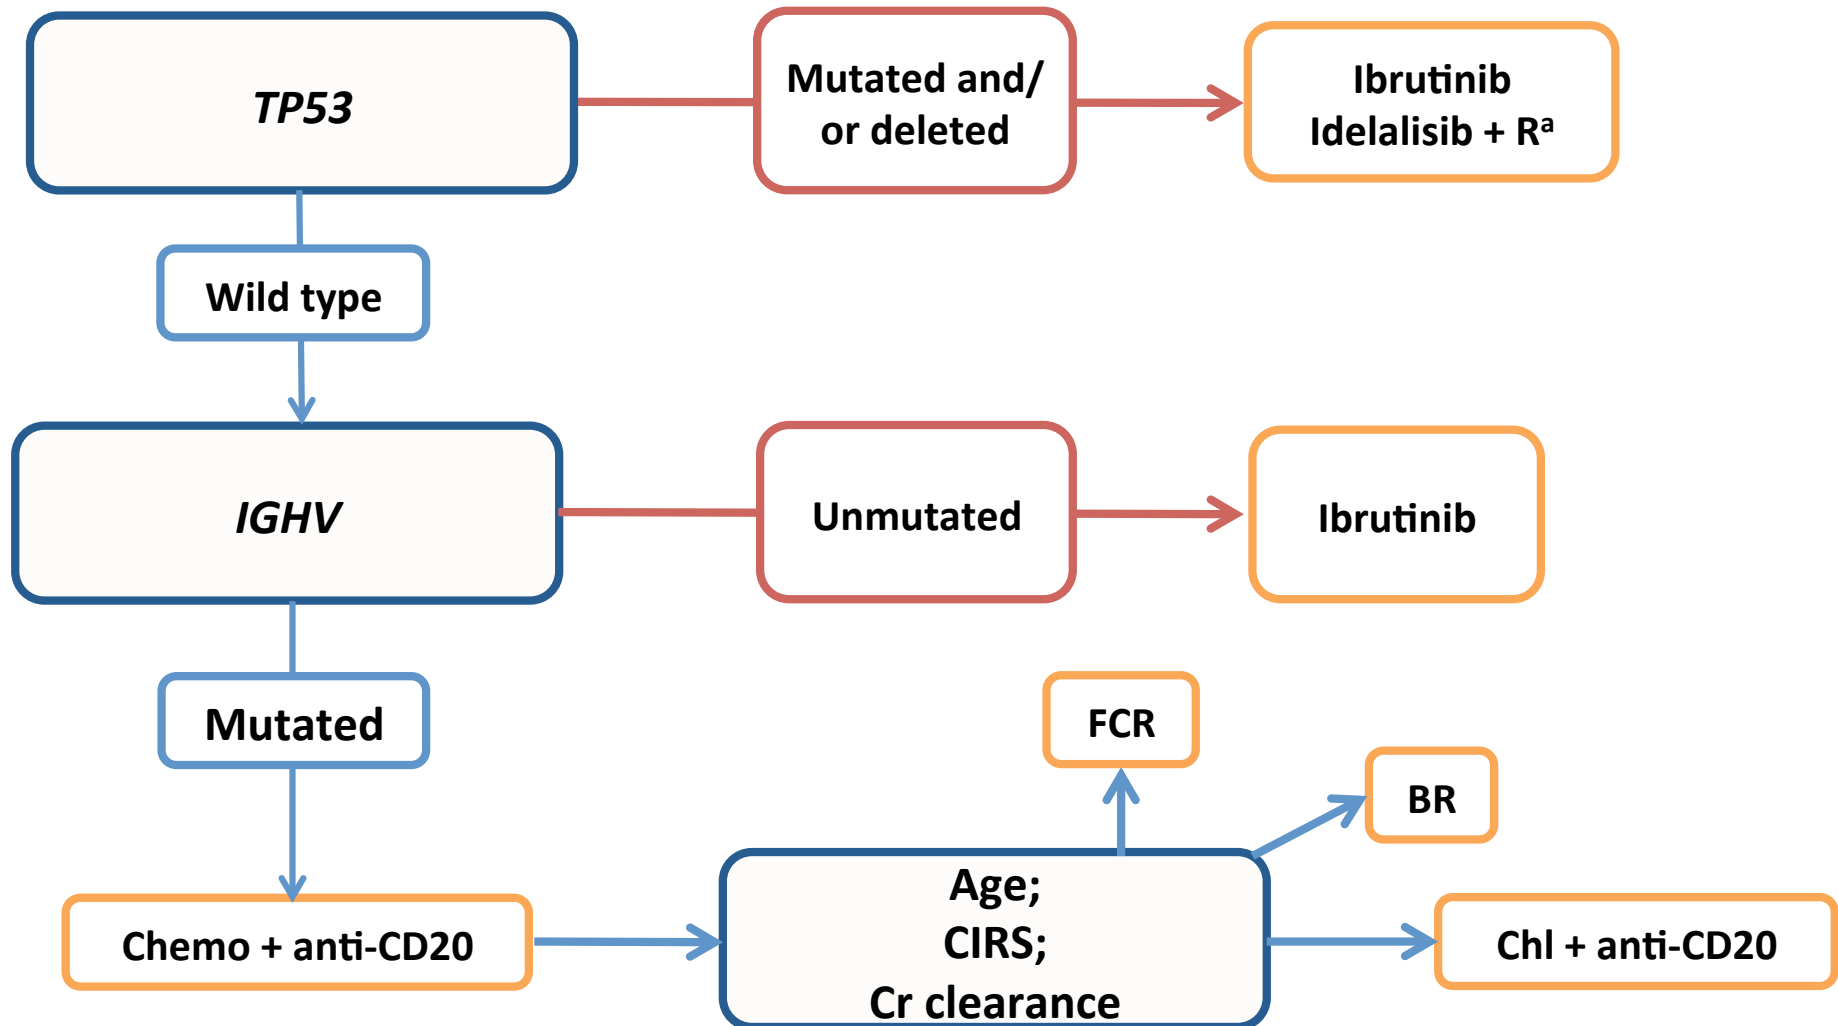 TP53
Mutated and/
or deleted
Ibrutinib
Idelalisib + Rª
Wild type
IGHV
Unmutated
Ibrutinib
Mutated
FCR
BR
Chemo + anti-CD20
Age;
CIRS;
Cr clearance
Chl + anti-CD20